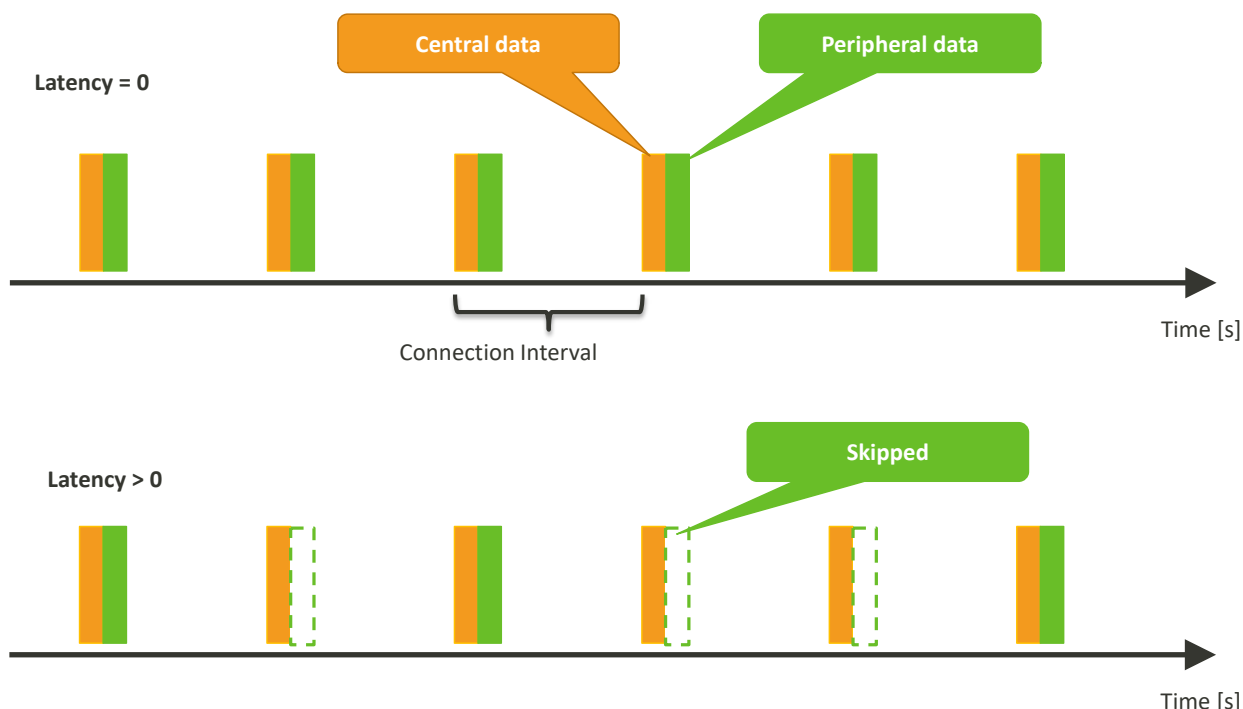 Central data
Peripheral data
Latency = 0
Time [s]
Connection Interval
Skipped
Latency > 0
Time [s]